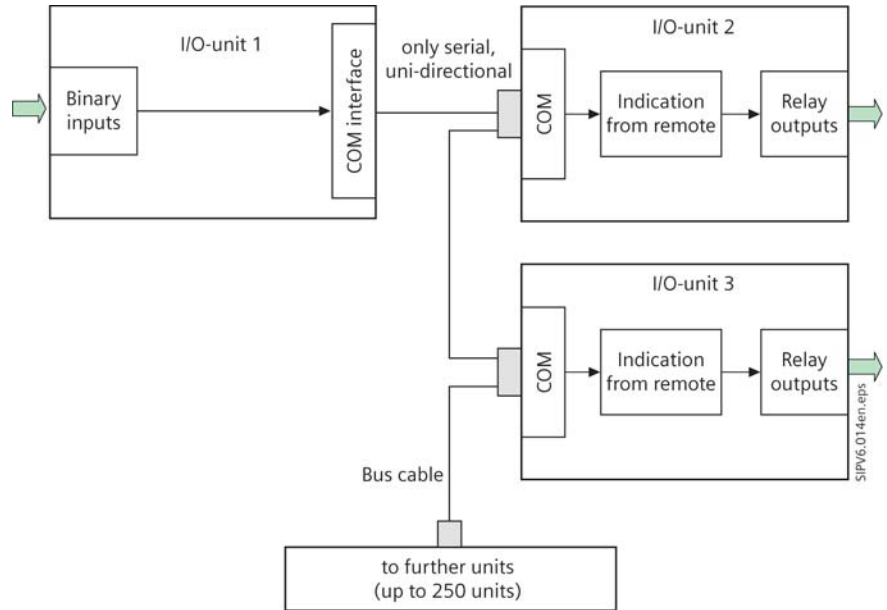 I/O-unit 1
Binary
inputs
COM interface
only serial,
uni-directional
I/O-unit 2
COM
Indication
from remote
Relay
outputs
I/O-unit 3
COM
Indication
from remote
Relay
outputs
SIPV6.014en.eps
Bus cable
to further units
(up to 250 units)